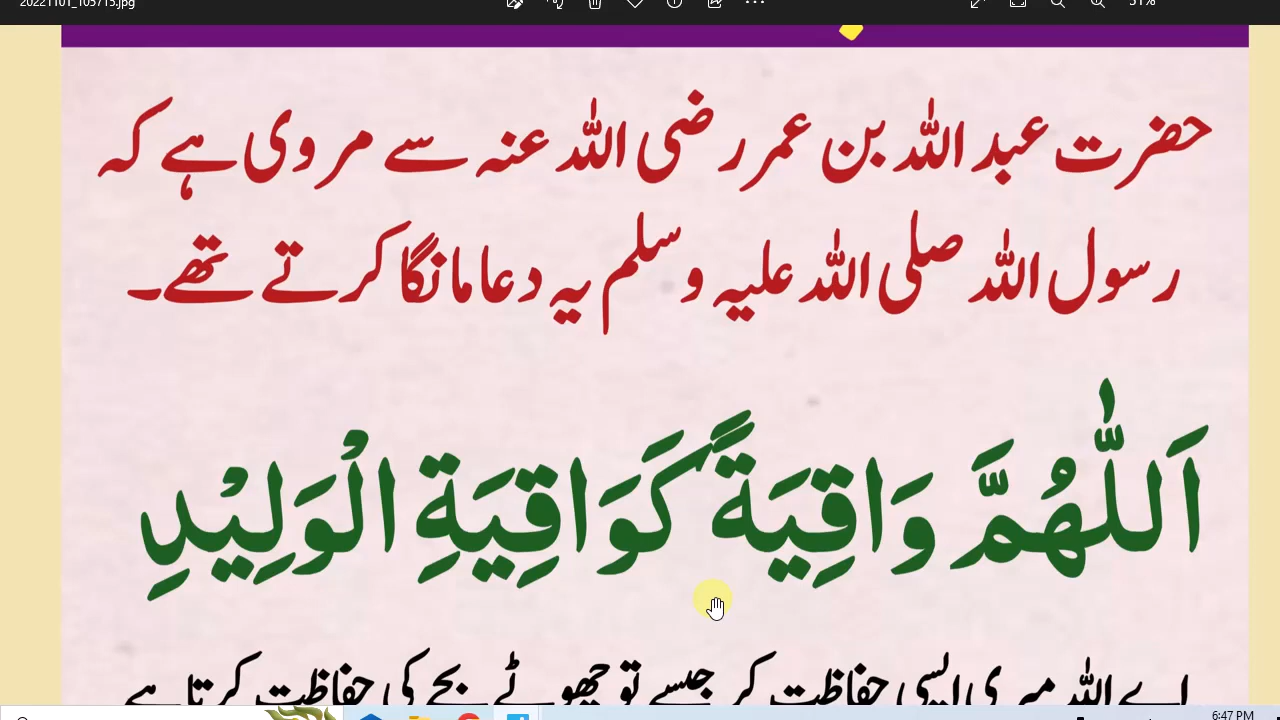 20221101_105715.jpg
51%
حضرت عبد اللہ بن عمر رضی اللہ عنہ سے مروی ہے کہ
رسول اللہ صلی اللہ علیہ وسلم یہ دعا مانگا کرتے تھے۔
اَللّٰهُمَّ وَاقِيَةً كَوَاقِيَةِ الْوَلِيْدِ
اے اللہ میری ایسی حفاظت کر جیسے تو چھوٹے بچے کی حفاظت کرتا ہے
6:47 PM